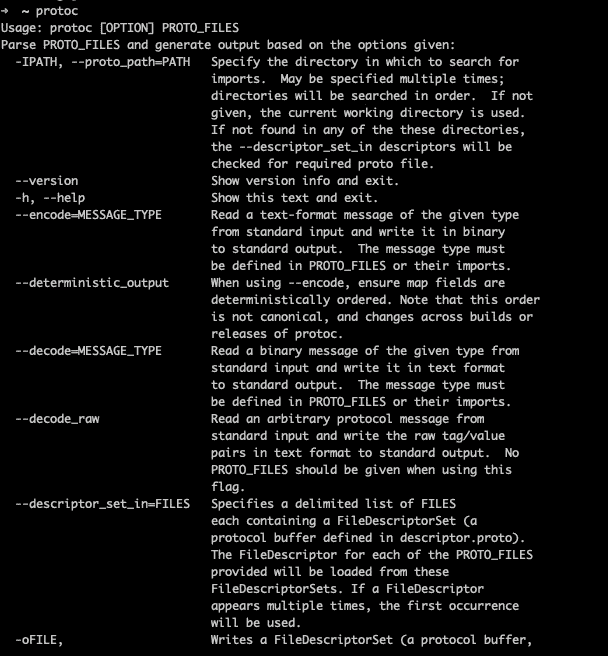 ➜  ~ protoc
Usage: protoc [OPTION] PROTO_FILES
Parse PROTO_FILES and generate output based on the options given:
  -IPATH, --proto_path=PATH   Specify the directory in which to search for
                              imports.  May be specified multiple times;
                              directories will be searched in order.  If not
                              given, the current working directory is used.
                              If not found in any of the these directories,
                              the --descriptor_set_in descriptors will be
                              checked for required proto file.
  --version                   Show version info and exit.
  -h, --help                  Show this text and exit.
  --encode=MESSAGE_TYPE       Read a text-format message of the given type
                              from standard input and write it in binary
                              to standard output.  The message type must
                              be defined in PROTO_FILES or their imports.
  --deterministic_output      When using --encode, ensure map fields are
                              deterministically ordered. Note that this order
                              is not canonical, and changes across builds or
                              releases of protoc.
  --decode=MESSAGE_TYPE       Read a binary message of the given type from
                              standard input and write it in text format
                              to standard output.  The message type must
                              be defined in PROTO_FILES or their imports.
  --decode_raw                Read an arbitrary protocol message from
                              standard input and write the raw tag/value
                              pairs in text format to standard output.  No
                              PROTO_FILES should be given when using this
                              flag.
  --descriptor_set_in=FILES   Specifies a delimited list of FILES
                              each containing a FileDescriptorSet (a
                              protocol buffer defined in descriptor.proto).
                              The FileDescriptor for each of the PROTO_FILES
                              provided will be loaded from these
                              FileDescriptorSets. If a FileDescriptor
                              appears multiple times, the first occurrence
                              will be used.
  -oFILE,                     Writes a FileDescriptorSet (a protocol buffer,